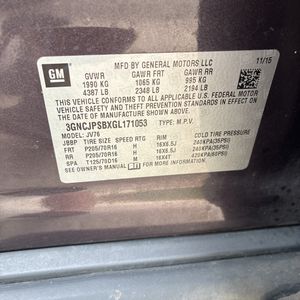 MFD BY GENERAL MOTORS LLC
11/15
GM
GVWR GAWR FRT GAWR RR
1990 KG 1065 KG 995 KG
4387 LB 2348 LB 2194 LB
THIS VEHICLE CONFORMS TO ALL APPLICABLE U.S. FEDERAL MOTOR
VEHICLE SAFETY, AND THEFT PREVENTION STANDARDS IN EFFECT ON
THE DATE OF MANUFACTURE SHOWN ABOVE.
3GNCJPSBXGL171053 TYPE: M.P.V.
MODEL: JV76
JBBP TIRE SIZE SPEED RTG RIM COLD TIRE PRESSURE
FRT P205/70R16 H 16X6.5J 240KPA(35PSI)
RR P205/70R16 H 16X6.5J 240KPA(35PSI)
SPA T125/70D16 M 16X4T 420KPA(60PSI)
SEE OWNER'S MANUAL FOR MORE INFORMATION